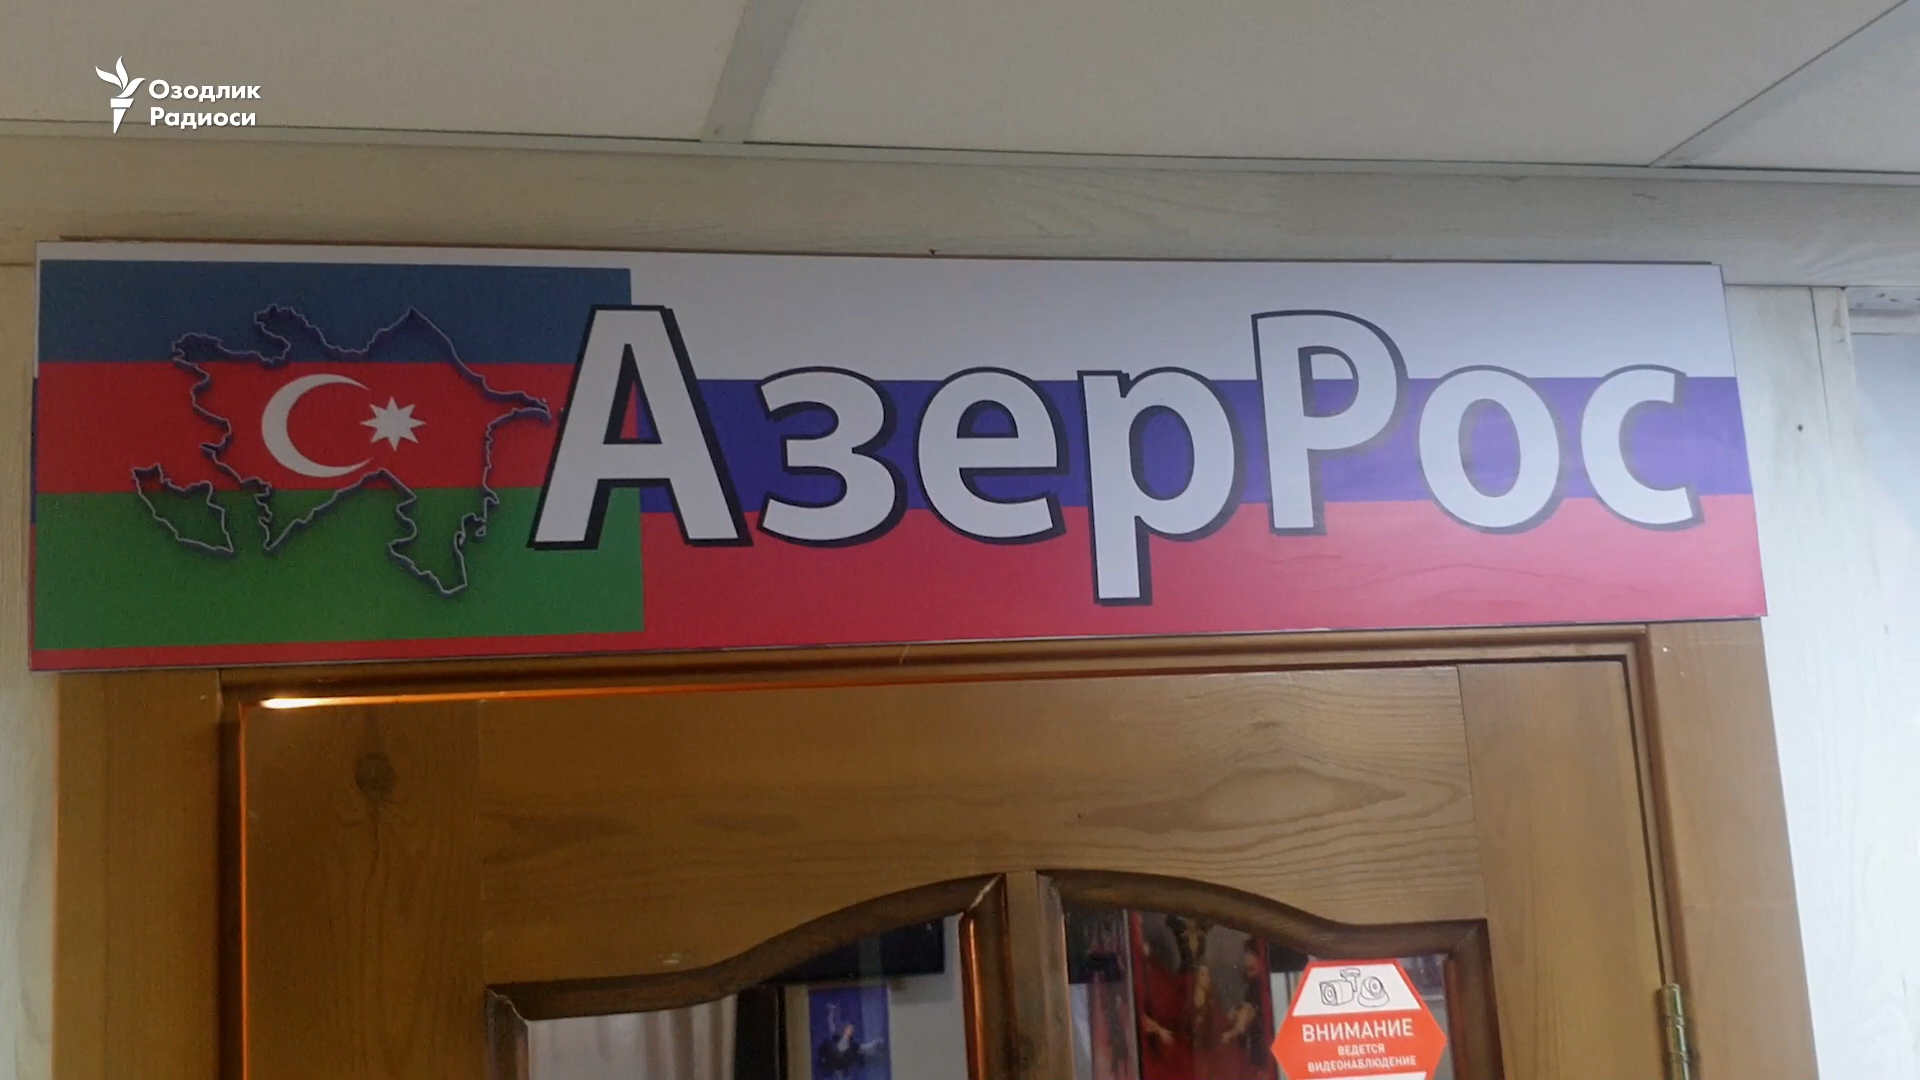 Озодлик
Радиоси
АзерРос
ВНИМАНИЕ
ВЕДЕТСЯ
ВИДЕОНАБЛЮДЕНИЕ